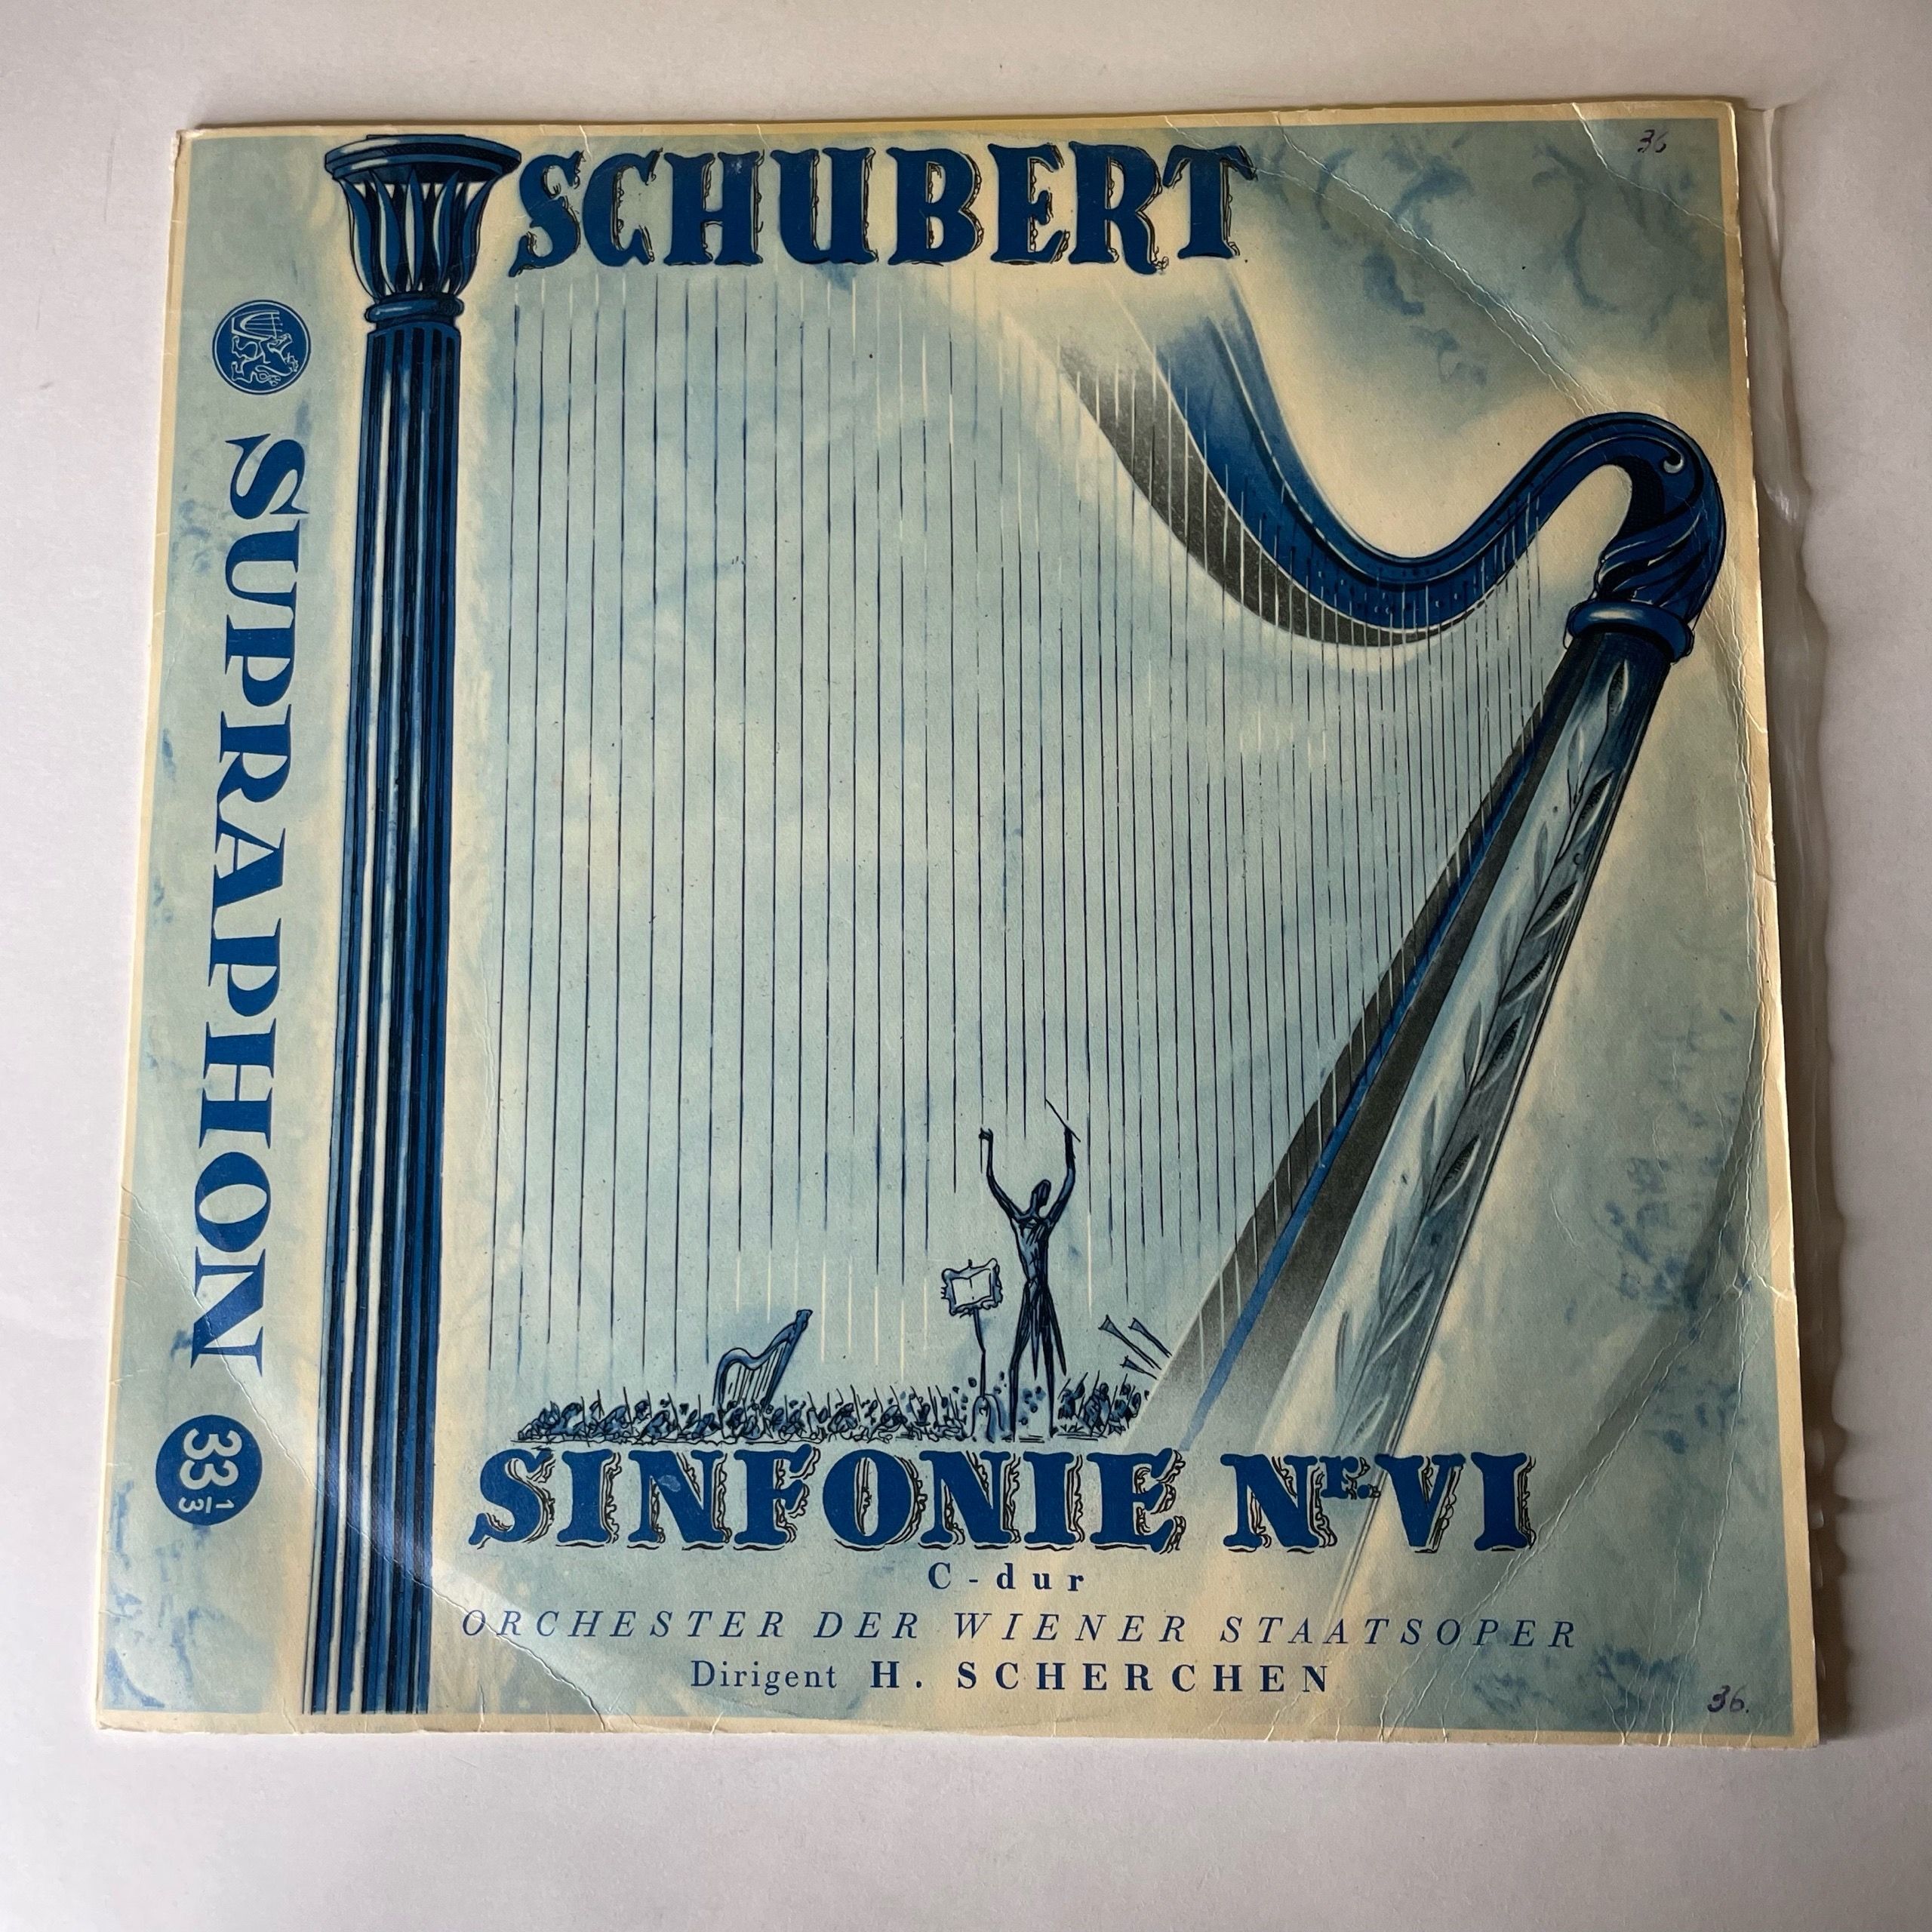 36
SCHUBERT
SUPRAPHON
33 1/3
SINFONIE Nr. VI
C-dur
ORCHESTER DER WIENER STAATSOPER
Dirigent H. SCHERCHEN
36.